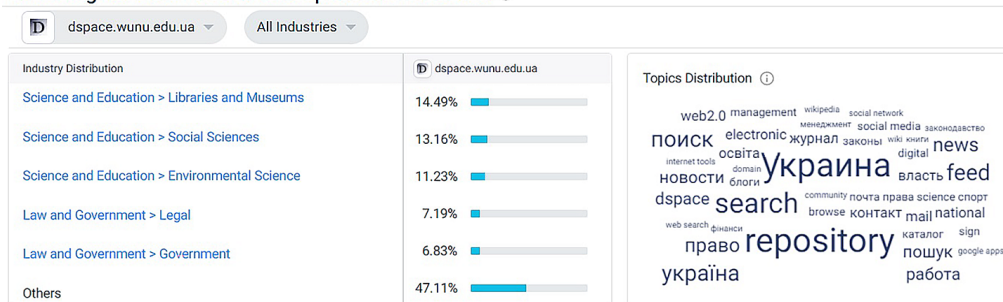 dspace.wunu.edu.ua All Industries
Industry Distribution
dspace.wunu.edu.ua
Science and Education > Libraries and Museums 14.49%
Science and Education > Social Sciences 13.16%
Science and Education > Environmental Science 11.23%
Law and Government > Legal 7.19%
Law and Government > Government 6.83%
Others 47.11%
Topics Distribution
web2.0 management wikipedia social network
менеджмент social media законодавство
поиск electronic журнал законы wiki книги news
освіта digital
internet tools domain украина власть feed
новости блоги
dspace search community почта права science спорт
browse контакт mail national
web search фінанси каталог sign
право repository пошук google apps
україна работа